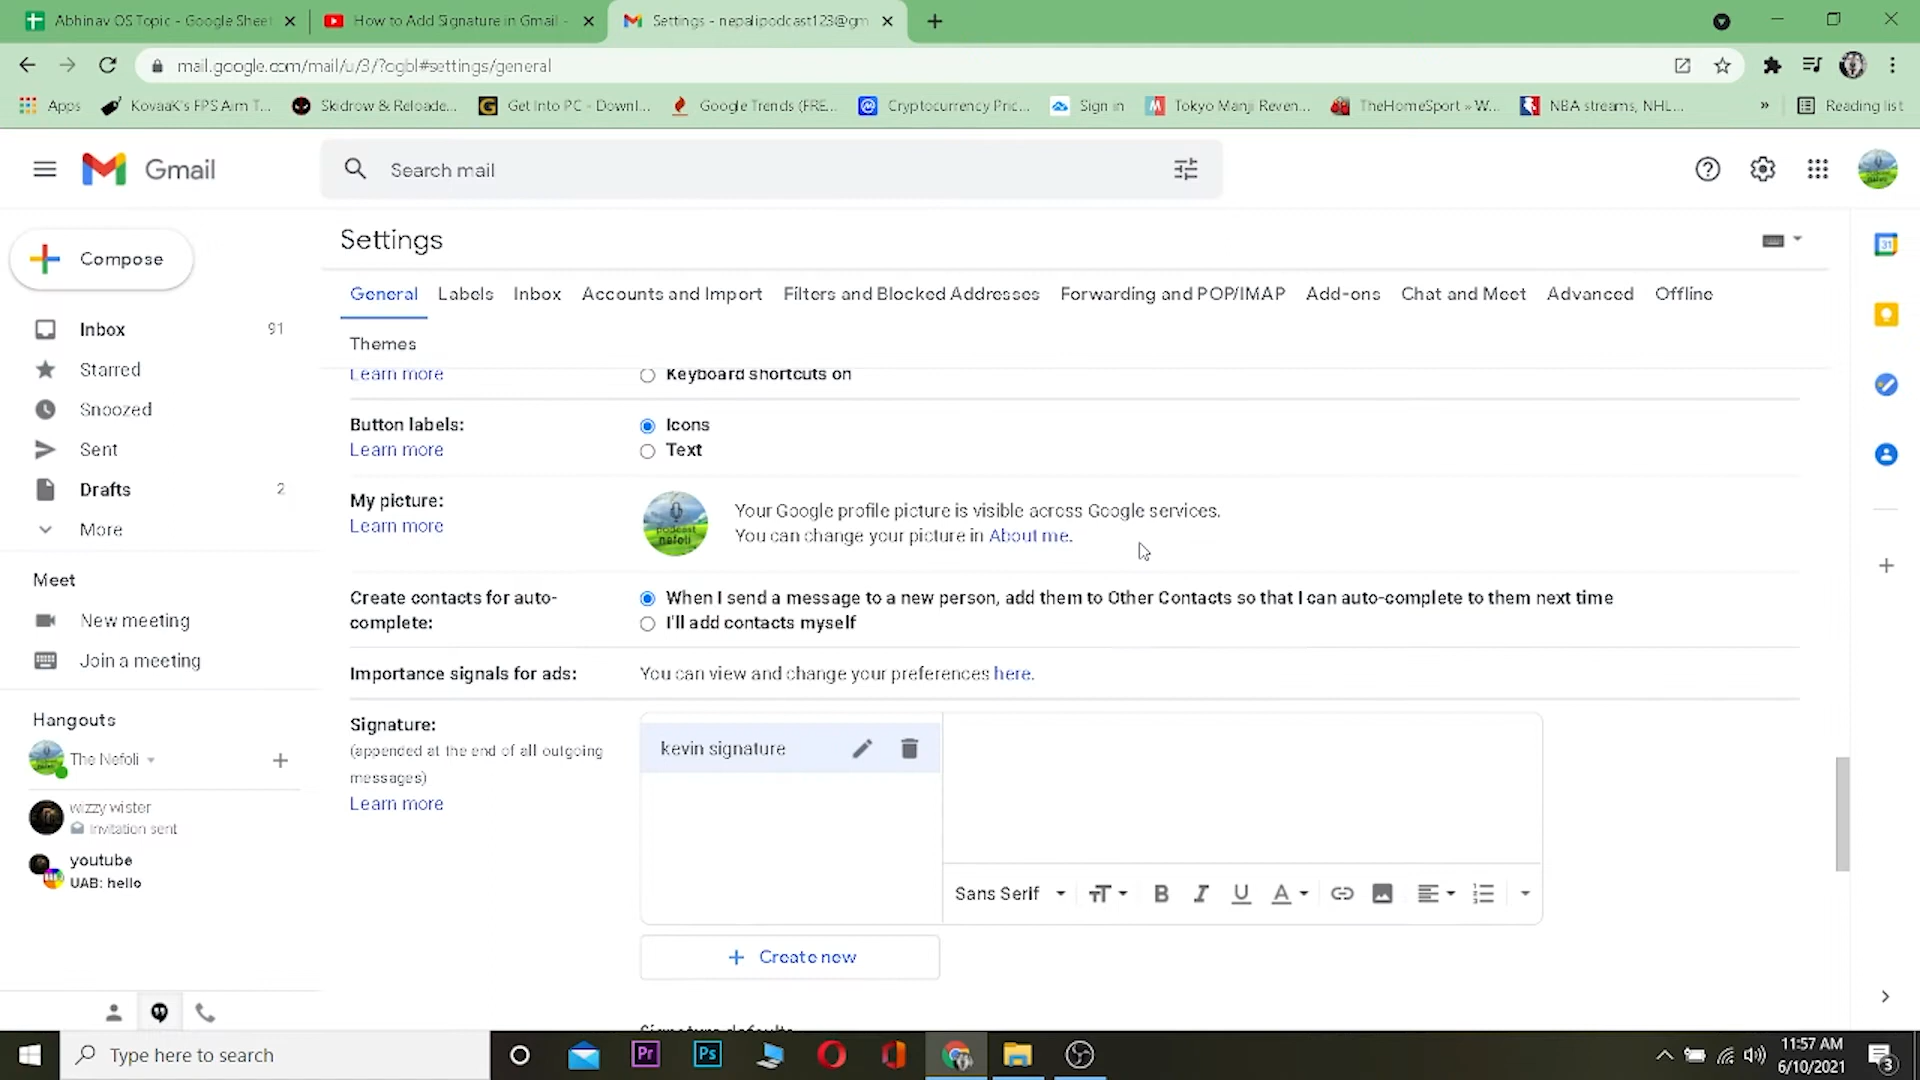 Abhinav OS Topic - Google Sheet
How to Add Signature in Gmail -
Settings - nepalipodcast123@gm
mail.google.com/mail/u/3/?ogbl#settings/general
Apps
KovaaK's FPS Aim T...
Skidrow & Reloade...
Get Into PC - Downl...
Google Trends (FRE...
Cryptocurrency Pric...
Sign in
Tokyo Manji Reven...
TheHomeSport » W...
NBA streams, NHL...
»
Reading list
Gmail
Search mail
Compose
Inbox 91
Starred
Snoozed
Sent
Drafts 2
More
Meet
New meeting
Join a meeting
Hangouts
The Nefoli
wizzy wister
Invitation sent
youtube
UAB: hello
Settings
General Labels Inbox Accounts and Import Filters and Blocked Addresses Forwarding and POP/IMAP Add-ons Chat and Meet Advanced Offline
Themes
Learn more
Keyboard shortcuts on
Button labels:
Learn more
Icons
Text
My picture:
Learn more
podcast
nefoli
Your Google profile picture is visible across Google services.
You can change your picture in About me.
Create contacts for auto-
complete:
When I send a message to a new person, add them to Other Contacts so that I can auto-complete to them next time
I'll add contacts myself
Importance signals for ads:
You can view and change your preferences here.
Signature:
(appended at the end of all outgoing
messages)
Learn more
kevin signature
Sans Serif
Create new
Signature defaults
31
Type here to search
Pr
Ps
11:57 AM
6/10/2021
3